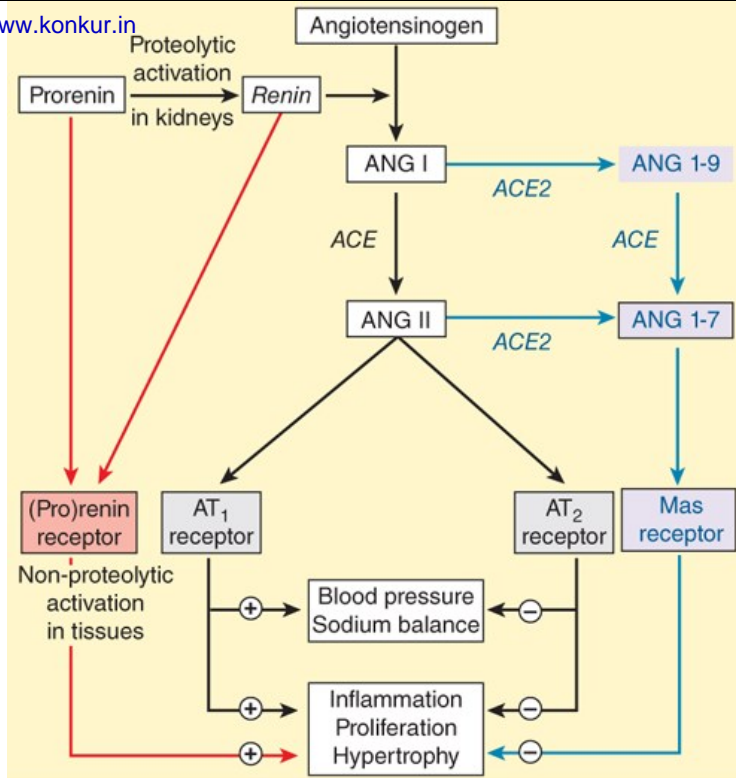 www.konkur.in
Angiotensinogen
Proteolytic
activation
in kidneys
Prorenin
Renin
ANG I
ACE2
ANG 1-9
ACE
ACE
ANG II
ACE2
ANG 1-7
(Pro)renin
receptor
AT1
receptor
AT2
receptor
Mas
receptor
Non-proteolytic
activation
in tissues
+
Blood pressure
Sodium balance
−
+
Inflammation
Proliferation
Hypertrophy
−
+
−